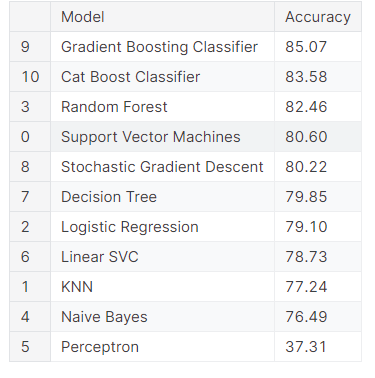 Model Accuracy
9 Gradient Boosting Classifier 85.07
10 Cat Boost Classifier 83.58
3 Random Forest 82.46
0 Support Vector Machines 80.60
8 Stochastic Gradient Descent 80.22
7 Decision Tree 79.85
2 Logistic Regression 79.10
6 Linear SVC 78.73
1 KNN 77.24
4 Naive Bayes 76.49
5 Perceptron 37.31